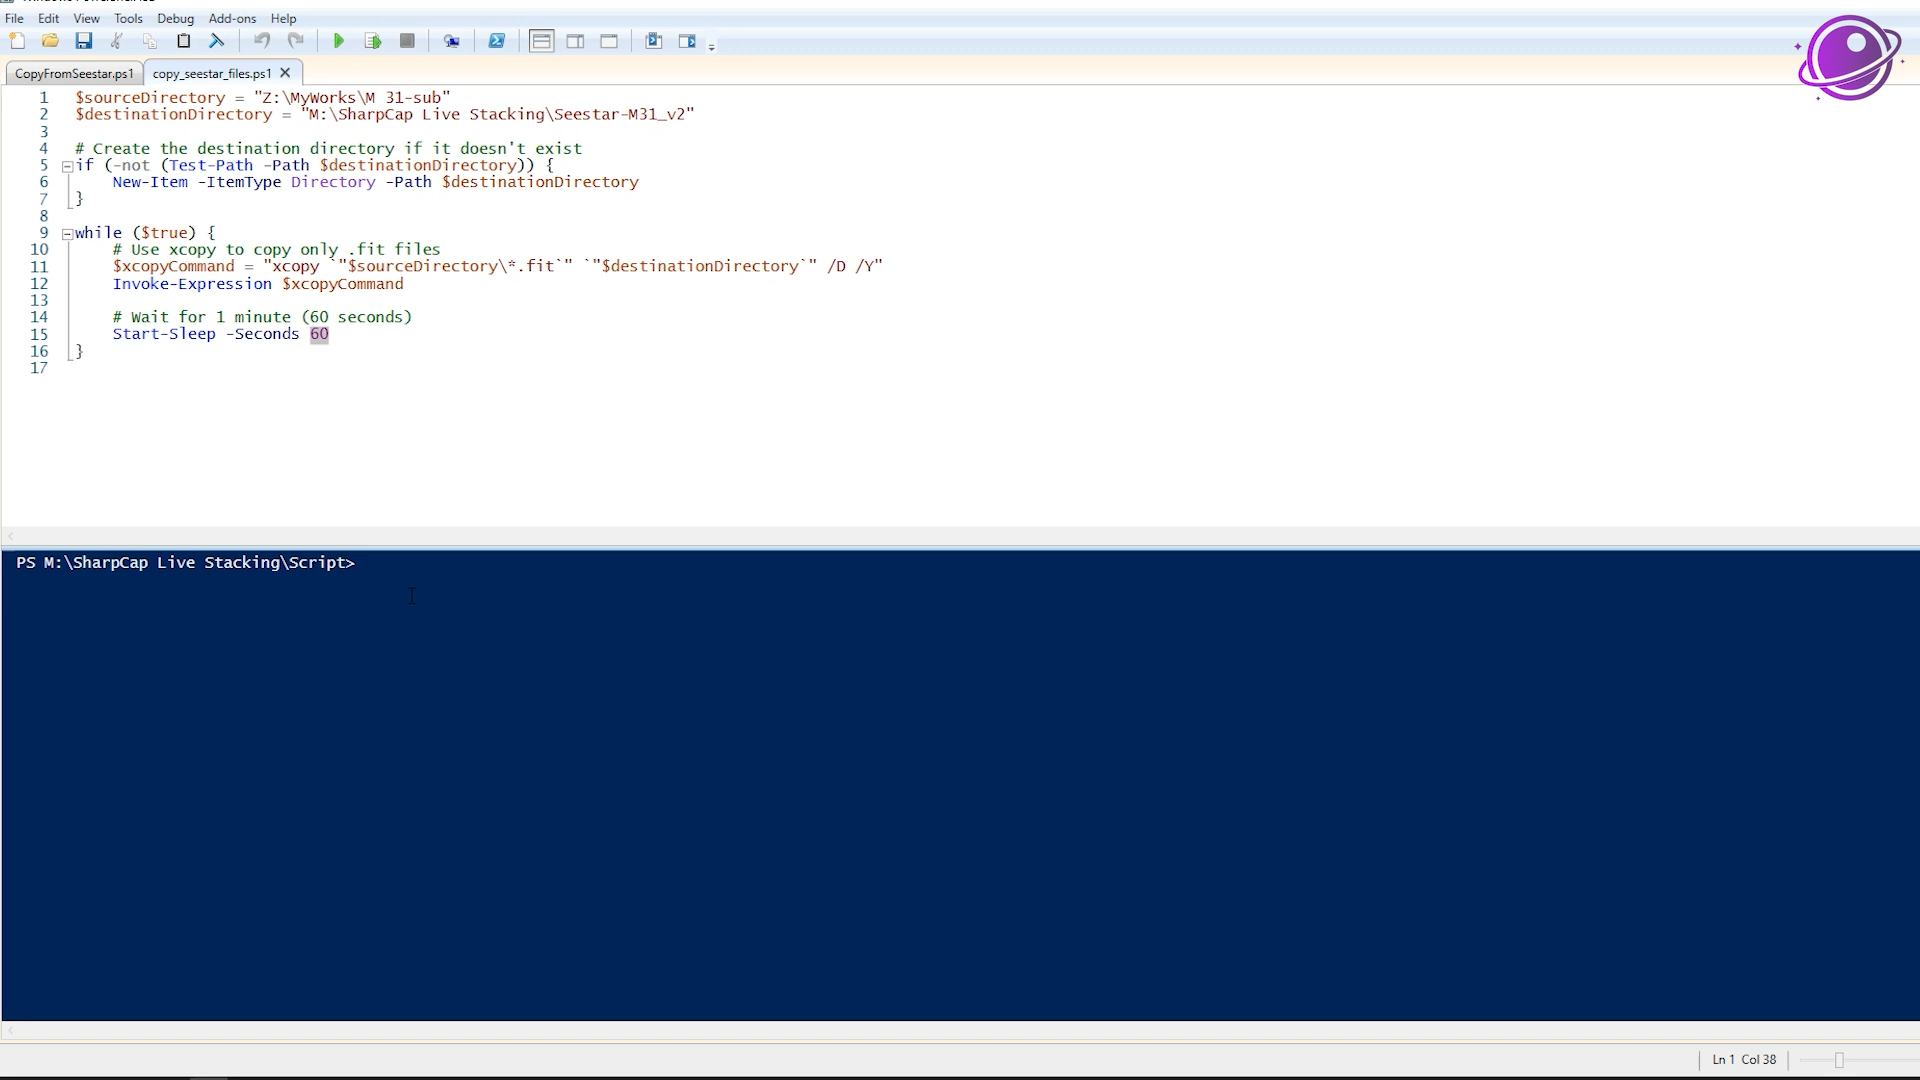 File Edit View Tools Debug Add-ons Help
CopyFromSeestar.ps1 copy_seestar_files.ps1
1 $sourceDirectory = "Z:\MyWorks\M 31-sub"
2 $destinationDirectory = "M:\SharpCap Live Stacking\Seestar-M31_v2"
3
4 # Create the destination directory if it doesn't exist
5 if (-not (Test-Path -Path $destinationDirectory)) {
6 New-Item -ItemType Directory -Path $destinationDirectory
7 }
8
9 while ($true) {
10 # Use xcopy to copy only .fit files
11 $xcopyCommand = "xcopy `"$sourceDirectory\*.fit`" `"$destinationDirectory`" /D /Y"
12 Invoke-Expression $xcopyCommand
13
14 # Wait for 1 minute (60 seconds)
15 Start-Sleep -Seconds 60
16 }
17
PS M:\SharpCap Live Stacking\Script>
Ln 1 Col 38